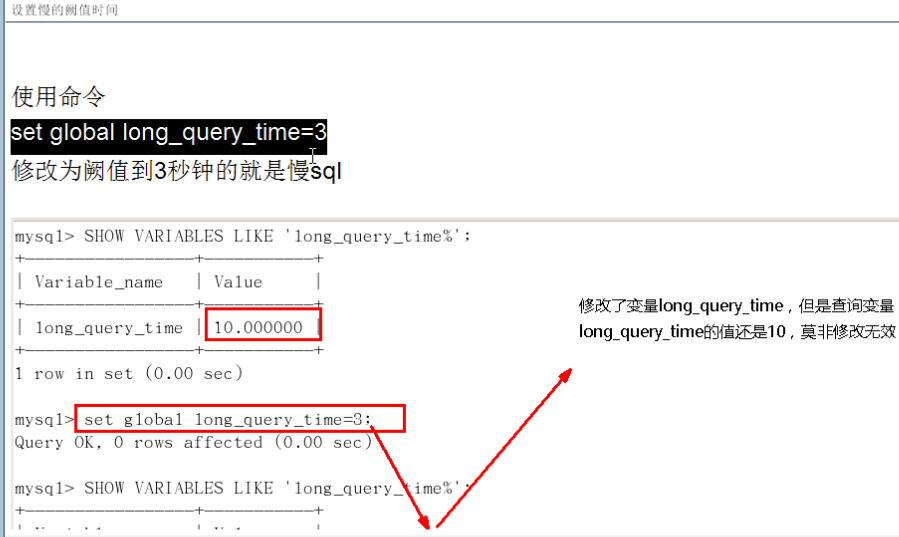 设置慢的阙值时间
使用命令
set global long_query_time=3
修改为阙值到3秒钟的就是慢sql
mysql> SHOW VARIABLES LIKE 'long_query_time%';
+-----------------+-----------+
| Variable_name | Value |
+-----------------+-----------+
| long_query_time | 10.000000 |
+-----------------+-----------+
1 row in set (0.00 sec)
mysql> set global long_query_time=3;
Query OK, 0 rows affected (0.00 sec)
mysql> SHOW VARIABLES LIKE 'long_query_time%';
+-----------------+-----------+
修改了变量long_query_time，但是查询变量
long_query_time的值还是10，莫非修改无效